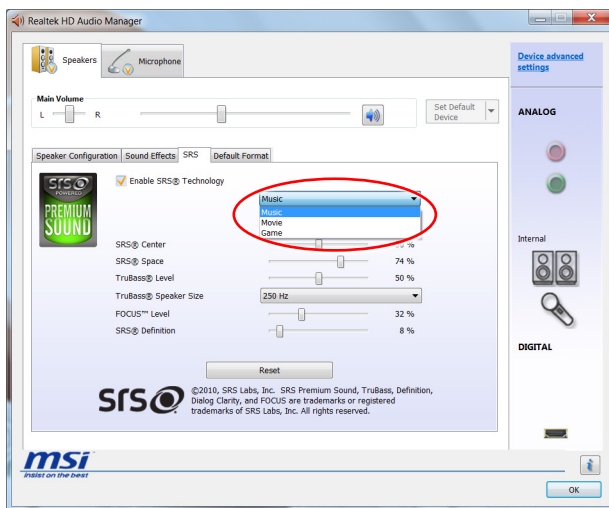 Realtek HD Audio Manager
Speakers
Microphone
Device advanced
settings
Main Volume
L
R
Set Default
Device
ANALOG
Speaker Configuration
Sound Effects
SRS
Default Format
SRS
POWERED
PREMIUM
SOUND
Enable SRS® Technology
Music
Music
Movie
Game
SRS® Center
SRS® Space
74 %
TruBass® Level
50 %
TruBass® Speaker Size
250 Hz
FOCUS™ Level
32 %
SRS® Definition
8 %
Internal
DIGITAL
Reset
SRS
©2010, SRS Labs, Inc. SRS Premium Sound, TruBass, Definition,
Dialog Clarity, and FOCUS are trademarks or registered
trademarks of SRS Labs, Inc. All rights reserved.
msi
insist on the best
i
OK